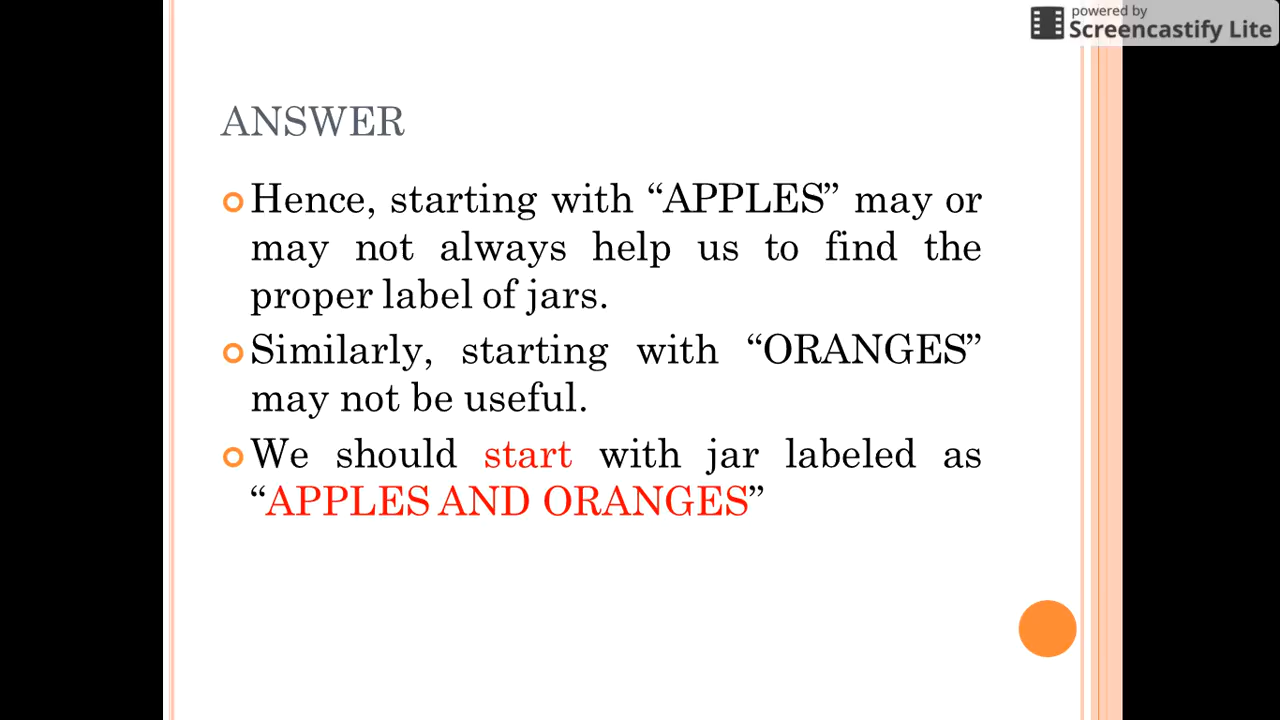 powered by
Screencastify Lite
ANSWER
Hence, starting with “APPLES” may or
may not always help us to find the
proper label of jars.
Similarly, starting with “ORANGES”
may not be useful.
We should start with jar labeled as
“APPLES AND ORANGES”